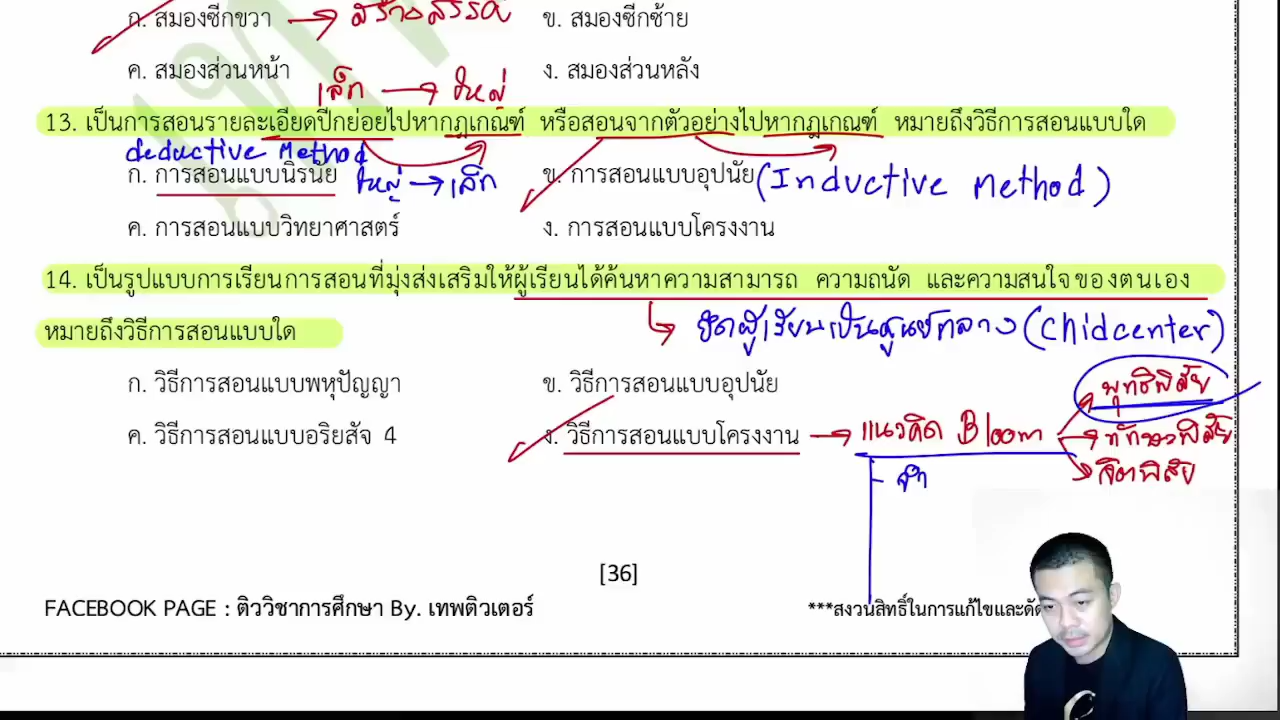 ก. สมองซีกขวา → สร้างสรรค์ ข. สมองซีกซ้าย
ค. สมองส่วนหน้า ง. สมองส่วนหลัง
เล็ก → ใหญ่
13. เป็นการสอนรายละเอียดปีกย่อยไปหากฎเกณฑ์ หรือสอนจากตัวอย่างไปหากฎเกณฑ์ หมายถึงวิธีการสอนแบบใด
deductive Method
ก. การสอนแบบนิรนัย ใหญ่ → เล็ก ข. การสอนแบบอุปนัย (Inductive Method)
ค. การสอนแบบวิทยาศาสตร์ ง. การสอนแบบโครงงาน
14. เป็นรูปแบบการเรียนการสอนที่มุ่งส่งเสริมให้ผู้เรียนได้ค้นหาความสามารถ ความถนัด และความสนใจของตนเอง
หมายถึงวิธีการสอนแบบใด
ยึดผู้เรียนเป็นศูนย์กลาง (Chidcenter)
ก. วิธีการสอนแบบพหุปัญญา ข. วิธีการสอนแบบอุปนัย
พุทธิพิสัย
ค. วิธีการสอนแบบอริยสัจ 4 ง. วิธีการสอนแบบโครงงาน → แนวคิด Bloom
ทักษะพิสัย
จิตพิสัย
- จำ
[36]
FACEBOOK PAGE : ติววิชาการศึกษา By. เทพติวเตอร์ ***สงวนสิทธิ์ในการแก้ไขและดัด